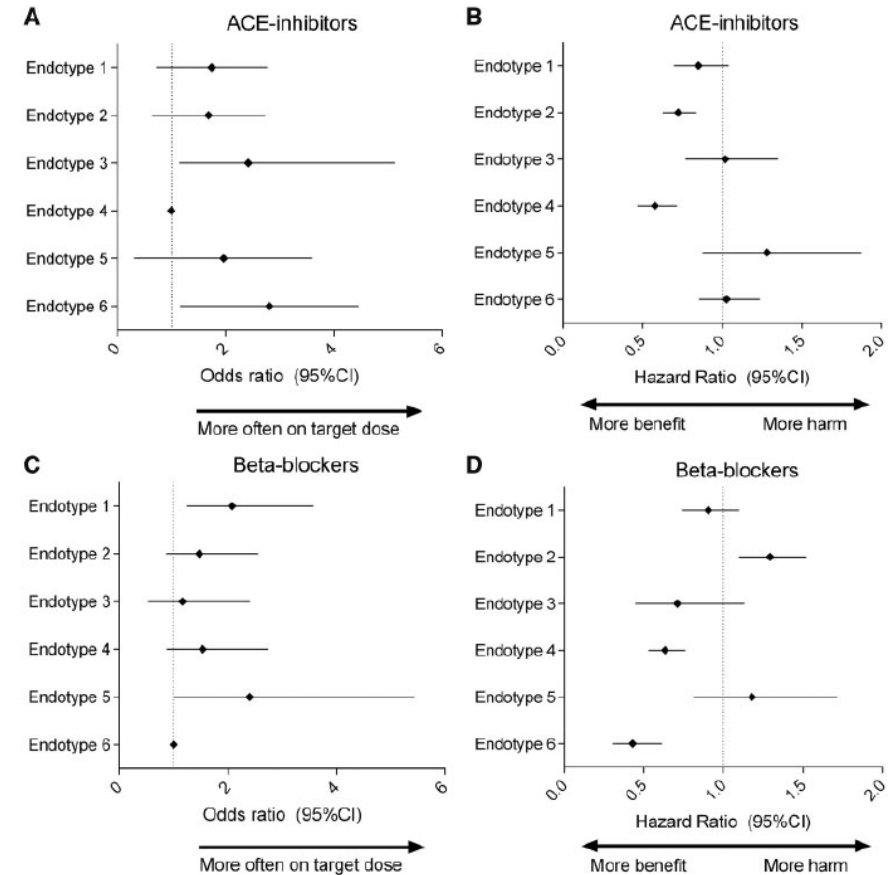 A
ACE-inhibitors
Endotype 1
Endotype 2
Endotype 3
Endotype 4
Endotype 5
Endotype 6
0
2
4
6
Odds ratio (95%CI)
More often on target dose
B
ACE-inhibitors
Endotype 1
Endotype 2
Endotype 3
Endotype 4
Endotype 5
Endotype 6
0.0
0.5
1.0
1.5
2.0
Hazard Ratio (95%CI)
More benefit
More harm
C
Beta-blockers
Endotype 1
Endotype 2
Endotype 3
Endotype 4
Endotype 5
Endotype 6
0
2
4
6
Odds ratio (95%CI)
More often on target dose
D
Beta-blockers
Endotype 1
Endotype 2
Endotype 3
Endotype 4
Endotype 5
Endotype 6
0.0
0.5
1.0
1.5
2.0
Hazard Ratio (95%CI)
More benefit
More harm